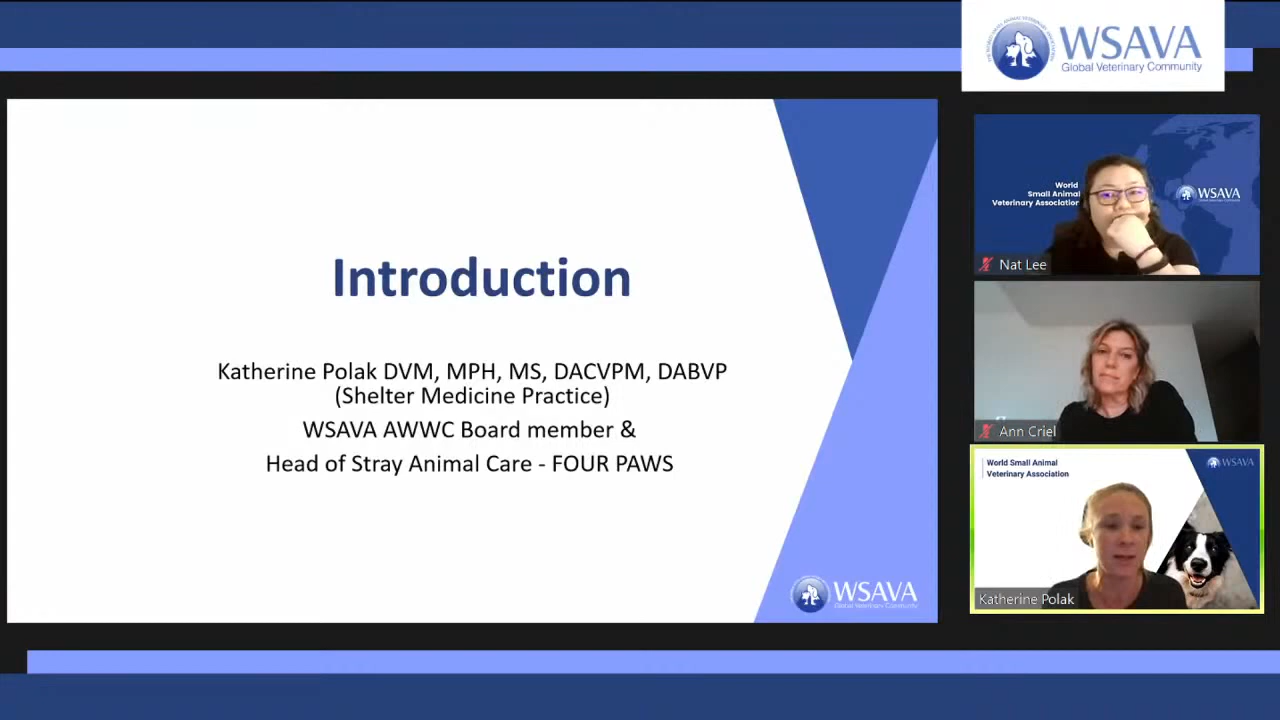 WSAVA
Global Veterinary Community
Introduction
Katherine Polak DVM, MPH, MS, DACVPM, DABVP
(Shelter Medicine Practice)
WSAVA AWWC Board member &
Head of Stray Animal Care - FOUR PAWS
WSAVA
Global Veterinary Community
World
Small Animal
Veterinary Association
WSAVA
Nat Lee
Ann Criel
World Small Animal
Veterinary Association
WSAVA
Katherine Polak